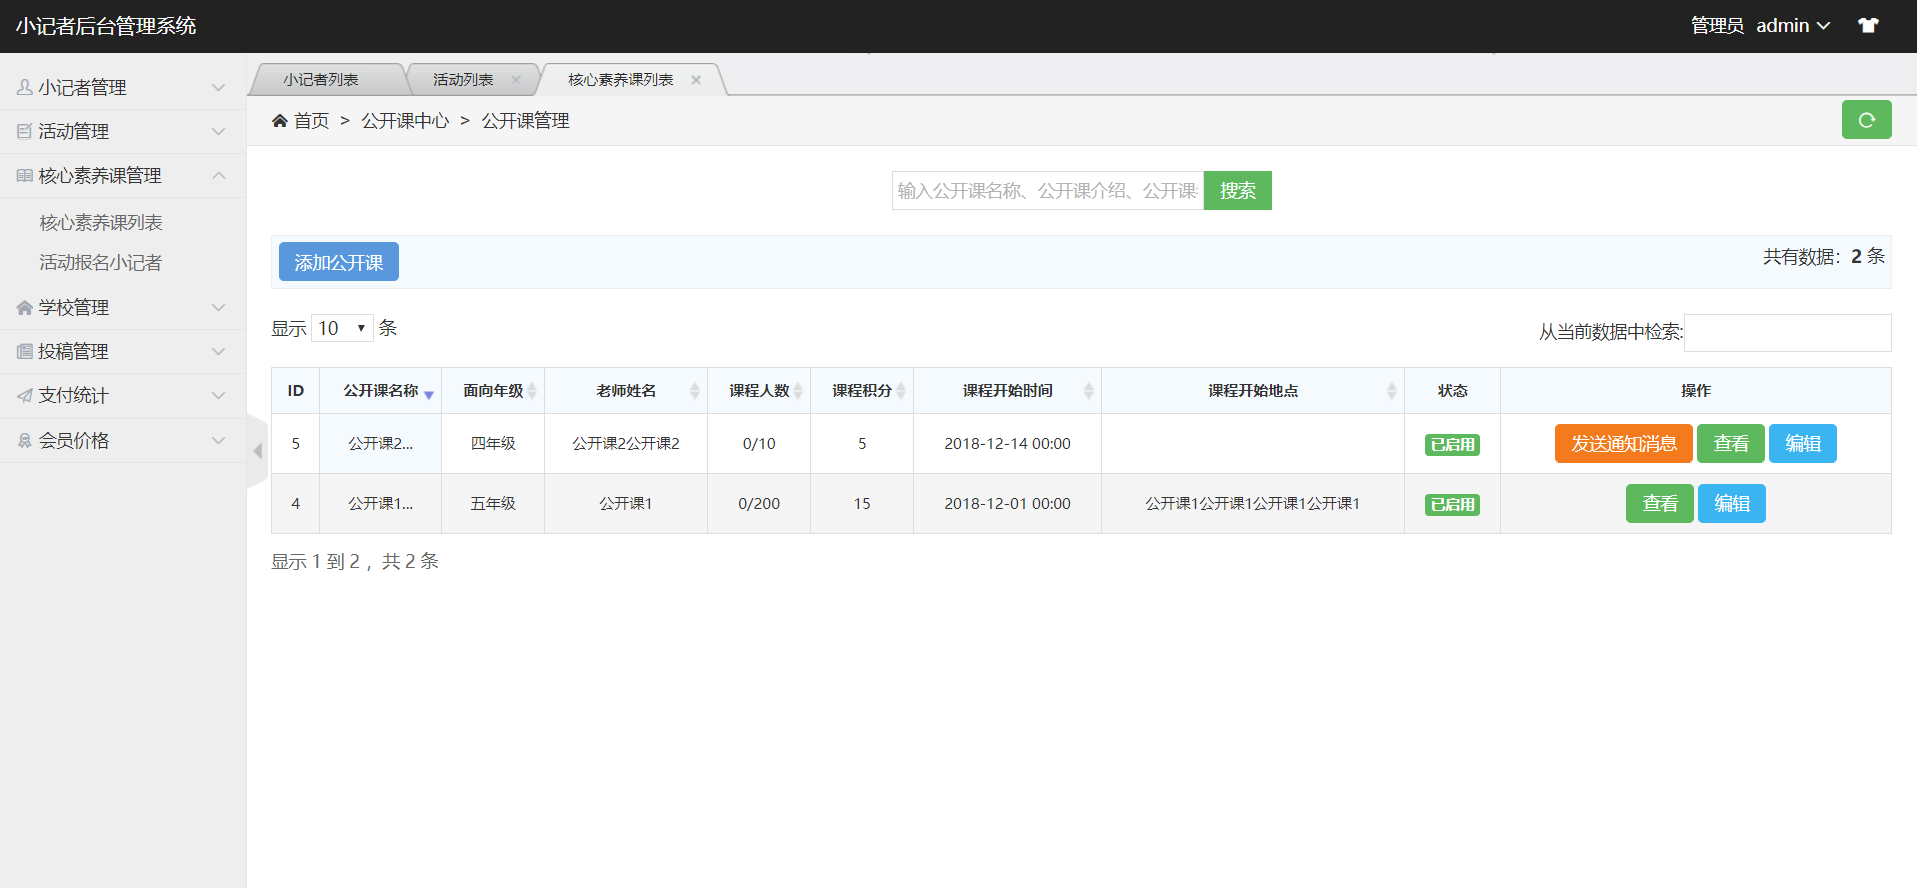 小记者后台管理系统
管理员 admin
小记者管理
活动管理
核心素养课管理
核心素养课列表
活动报名小记者
学校管理
投稿管理
支付统计
会员价格
小记者列表 活动列表 核心素养课列表
首页 > 公开课中心 > 公开课管理
输入公开课名称、公开课介绍、公开课 搜索
添加公开课 共有数据：2 条
显示 10 条 从当前数据中检索:
ID 公开课名称 面向年级 老师姓名 课程人数 课程积分 课程开始时间 课程开始地点 状态 操作
5 公开课2... 四年级 公开课2公开课2 0/10 5 2018-12-14 00:00 已启用 发送通知消息 查看 编辑
4 公开课1... 五年级 公开课1 0/200 15 2018-12-01 00:00 公开课1公开课1公开课1公开课1 已启用 查看 编辑
显示 1 到 2 ，共 2 条